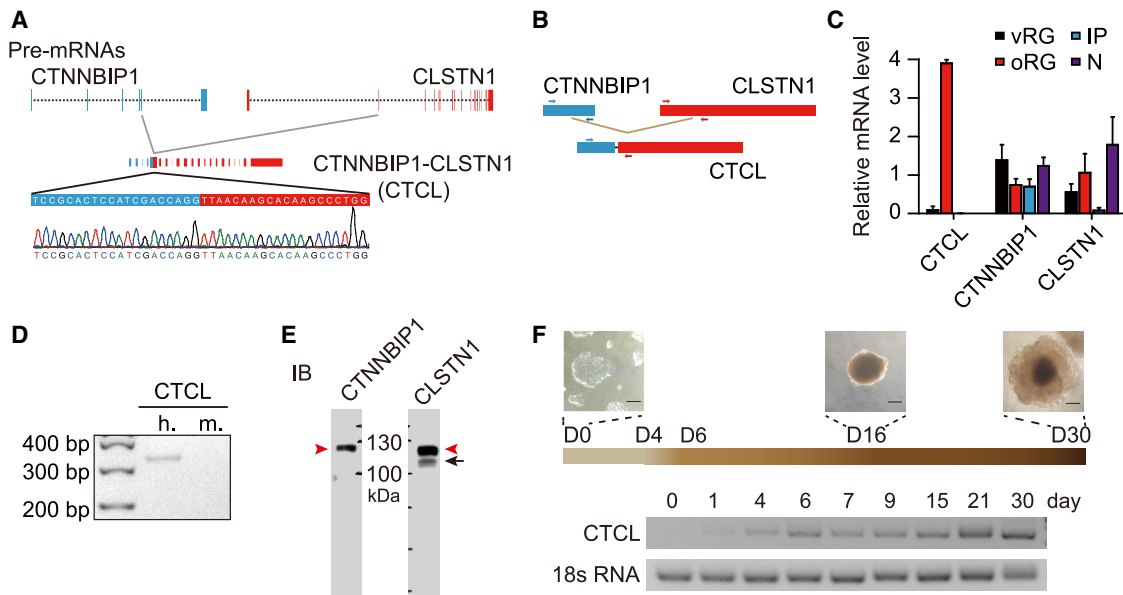 A
Pre-mRNAs
CTNNBIP1
CLSTN1
CTNNBIP1-CLSTN1
(CTCL)
TCCGCACTCCATCGACCAGGTTAACAAGCACAAGCCCTGG
TCCGCACTCCATCGACCAGGTTAACAAGCACAAGCCCTGG
B
CTNNBIP1
CLSTN1
CTCL
C
vRG IP
oRG N
Relative mRNA level
4
3
2
1
0
CTCL
CTNNBIP1
CLSTN1
D
CTCL
h. m.
400 bp
300 bp
200 bp
E
IB
CTNNBIP1
CLSTN1
130
100
kDa
F
D0 D4 D6 D16 D30
0 1 4 6 7 9 15 21 30 day
CTCL
18s RNA